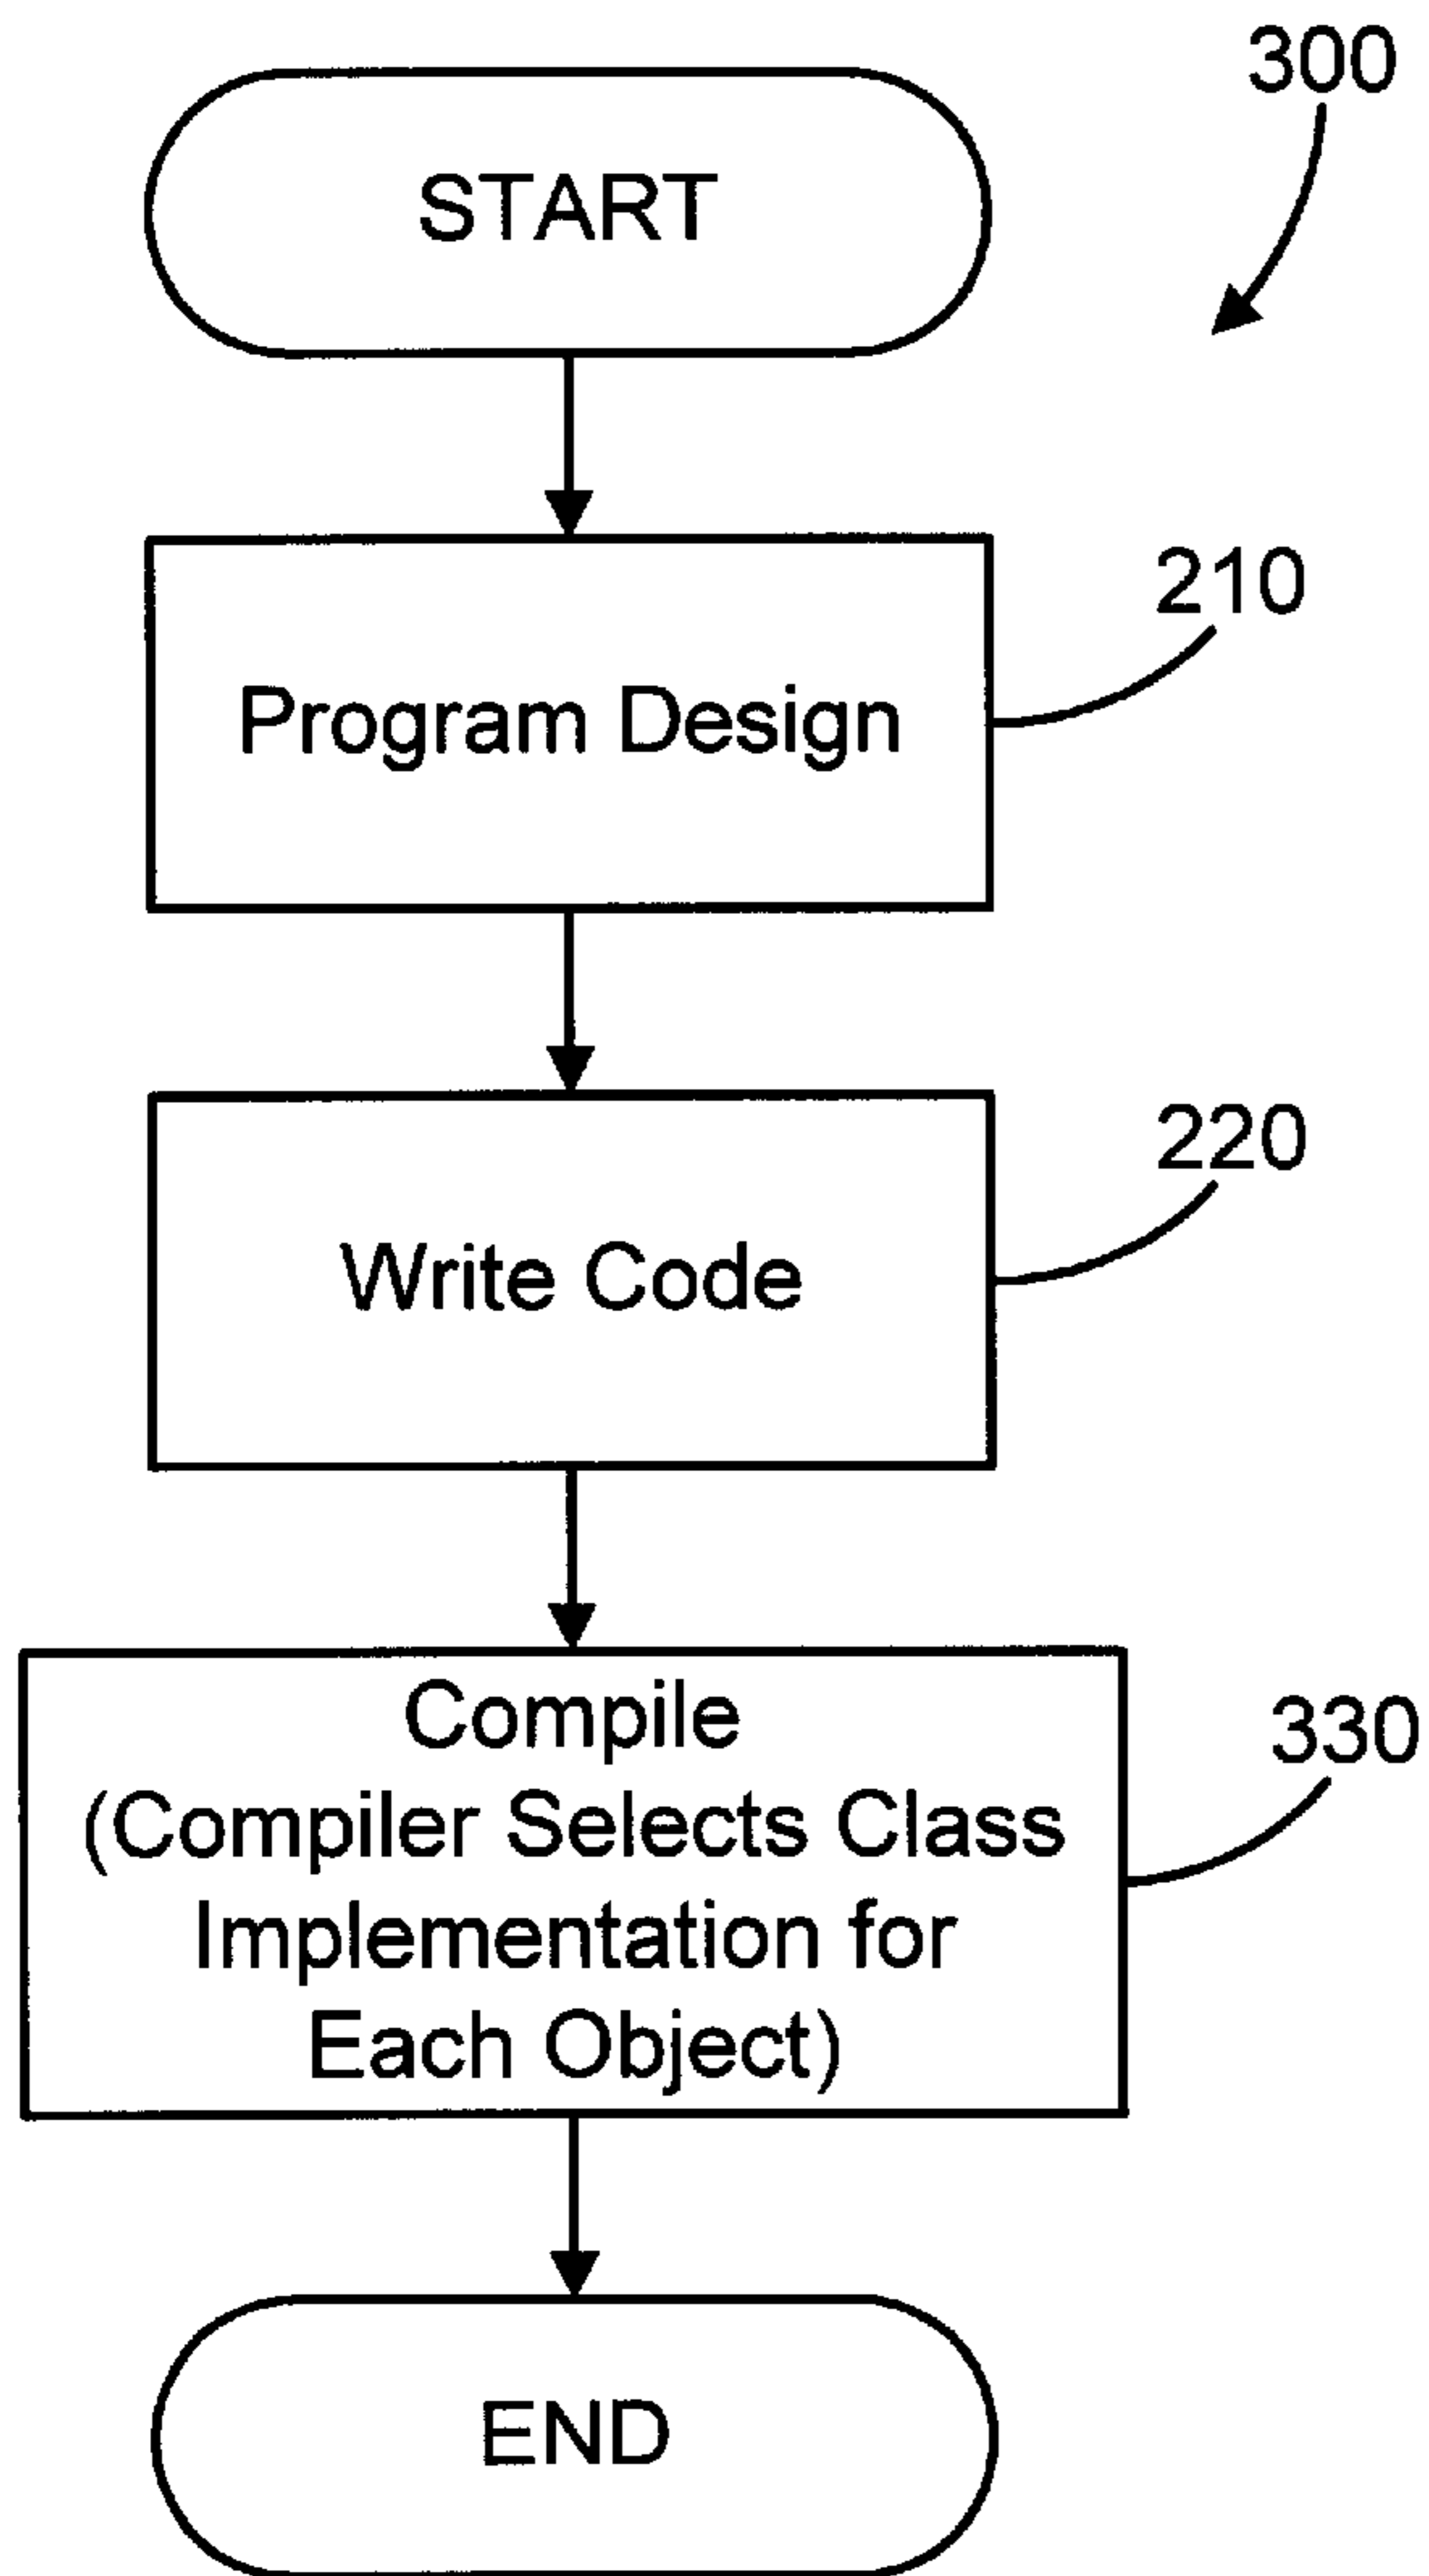 300
START
210
Program Design
220
Write Code
330
Compile
(Compiler Selects Class
Implementation for
Each Object)
END